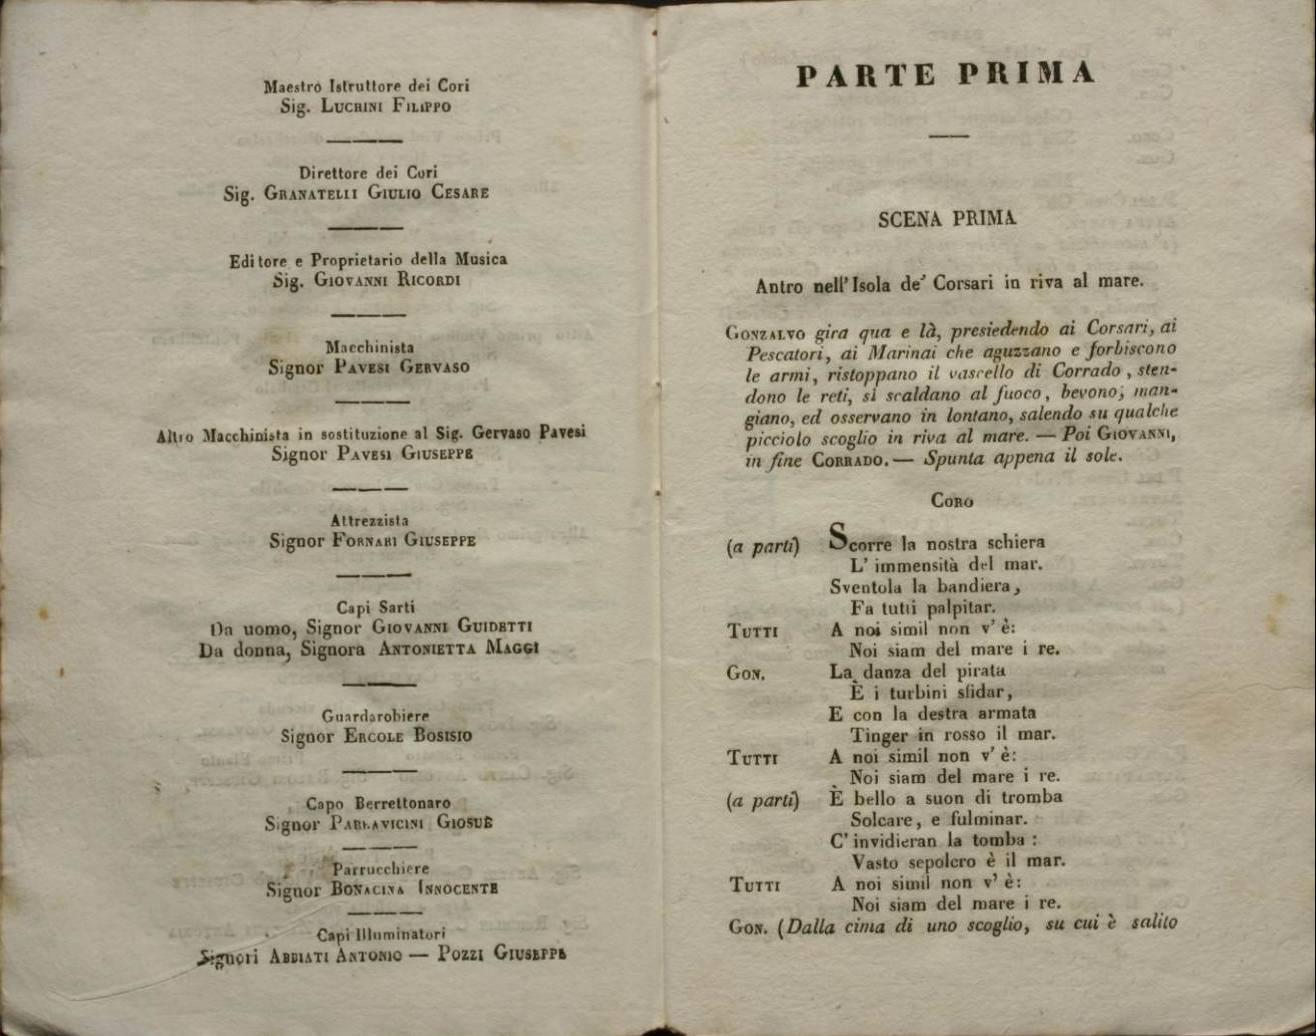 Maestro Istruttore dei Cori
Sig. LUCHINI FILIPPO
Direttore dei Cori
Sig. GRANATELLI GIULIO CESARE
Editore e Proprietario della Musica
Sig. GIOVANNI RICORDI
Macchinista
Signor PAVESI GERVASO
Altro Macchinista in sostituzione al Sig. Gervaso Pavesi
Signor PAVESI GIUSEPPE
Attrezzista
Signor FORNARI GIUSEPPE
Capi Sarti
Da uomo, Signor GIOVANNI GUIDETTI
Da donna, Signora ANTONIETTA MAGGI
Guardarobiere
Signor ERCOLE BOSISIO
Capo Berrettonaro
Signor PARLAVICINI GIOSUÈ
Parrucchiere
Signor BONACINA INNOCENTE
Capi Illuminatori
Signori ABBIATI ANTONIO — POZZI GIUSEPPE
PARTE PRIMA
SCENA PRIMA
Antro nell'Isola de' Corsari in riva al mare.
GONZALVO gira qua e là, presiedendo ai Corsari, ai
Pescatori, ai Marinai che aguzzano e forbiscono
le armi, ristoppano il vascello di Corrado, sten-
dono le reti, si scaldano al fuoco, bevono, man-
giano, ed osservano in lontano, salendo su qualche
picciolo scoglio in riva al mare. — Poi GIOVANNI,
in fine CORRADO. — Spunta appena il sole.
CORO
(a parti) Scorre la nostra schiera
L' immensità del mar.
Sventola la bandiera,
Fa tutti palpitar.
TUTTI A noi simil non v' è:
Noi siam del mare i re.
GON. La danza del pirata
È i turbini sfidar,
E con la destra armata
Tinger in rosso il mar.
TUTTI A noi simil non v' è:
Noi siam del mare i re.
(a parti) È bello a suon di tromba
Solcare, e fulminar.
C' invidieran la tomba :
Vasto sepolcro è il mar.
TUTTI A noi simil non v' è:
Noi siam del mare i re.
GON. (Dalla cima di uno scoglio, su cui è salito